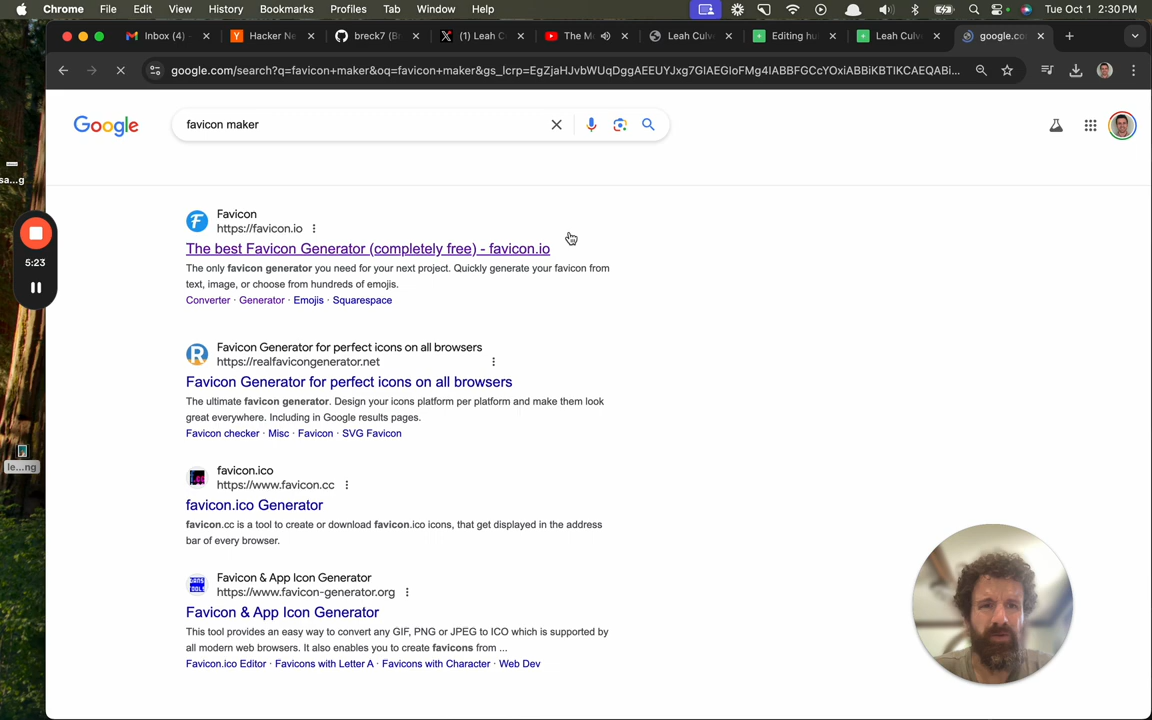 Chrome File Edit View History Bookmarks Profiles Tab Window Help Tue Oct 1 2:30 PM
Inbox (4) - Hacker Ne breck7 (B (1) Leah C The M Leah Culv Editing hu Leah Culv google.co
google.com/search?q=favicon+maker&oq=favicon+maker&gs_lcrp=EgZjaHJvbWUqDggAEEUYJxg7GIAEGIoFMg4IABBFGCcYOxiABBiKBTIKCAEQABi...
Google favicon maker
sa...g
Favicon
https://favicon.io
The best Favicon Generator (completely free) - favicon.io
5:23
The only favicon generator you need for your next project. Quickly generate your favicon from
text, image, or choose from hundreds of emojis.
Converter · Generator · Emojis · Squarespace
Favicon Generator for perfect icons on all browsers
https://realfavicongenerator.net
Favicon Generator for perfect icons on all browsers
The ultimate favicon generator. Design your icons platform per platform and make them look
great everywhere. Including in Google results pages.
Favicon checker · Misc · Favicon · SVG Favicon
le...ng
favicon.ico
https://www.favicon.cc
favicon.ico Generator
favicon.cc is a tool to create or download favicon.ico icons, that get displayed in the address
bar of every browser.
Favicon & App Icon Generator
https://www.favicon-generator.org
Favicon & App Icon Generator
This tool provides an easy way to convert any GIF, PNG or JPEG to ICO which is supported by
all modern web browsers. It also enables you to create favicons from ...
Favicon.ico Editor · Favicons with Letter A · Favicons with Character · Web Dev